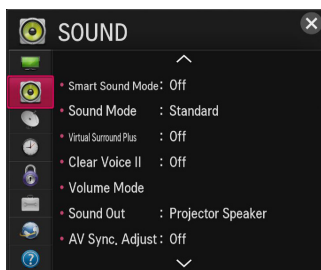 SOUND
• Smart Sound Mode: Off
• Sound Mode : Standard
• Virtual Surround Plus : Off
• Clear Voice II : Off
• Volume Mode
• Sound Out : Projector Speaker
• AV Sync. Adjust : Off
?